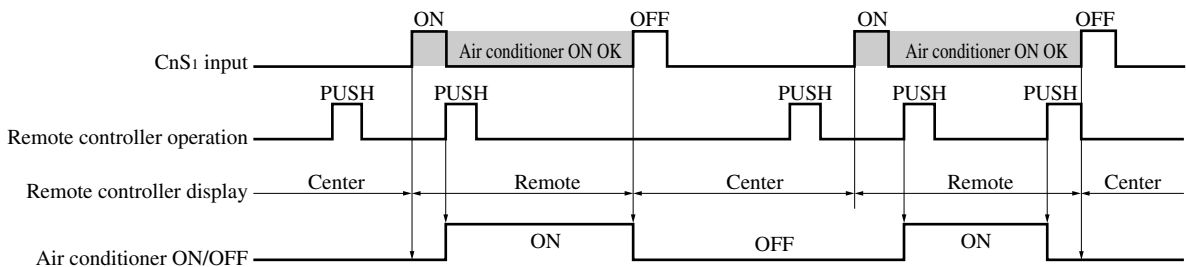 ON OFF ON OFF
CnS1 input Air conditioner ON OK Air conditioner ON OK
PUSH PUSH PUSH PUSH PUSH
Remote controller operation
Remote controller display Center Remote Center Remote Center
Air conditioner ON/OFF ON OFF ON